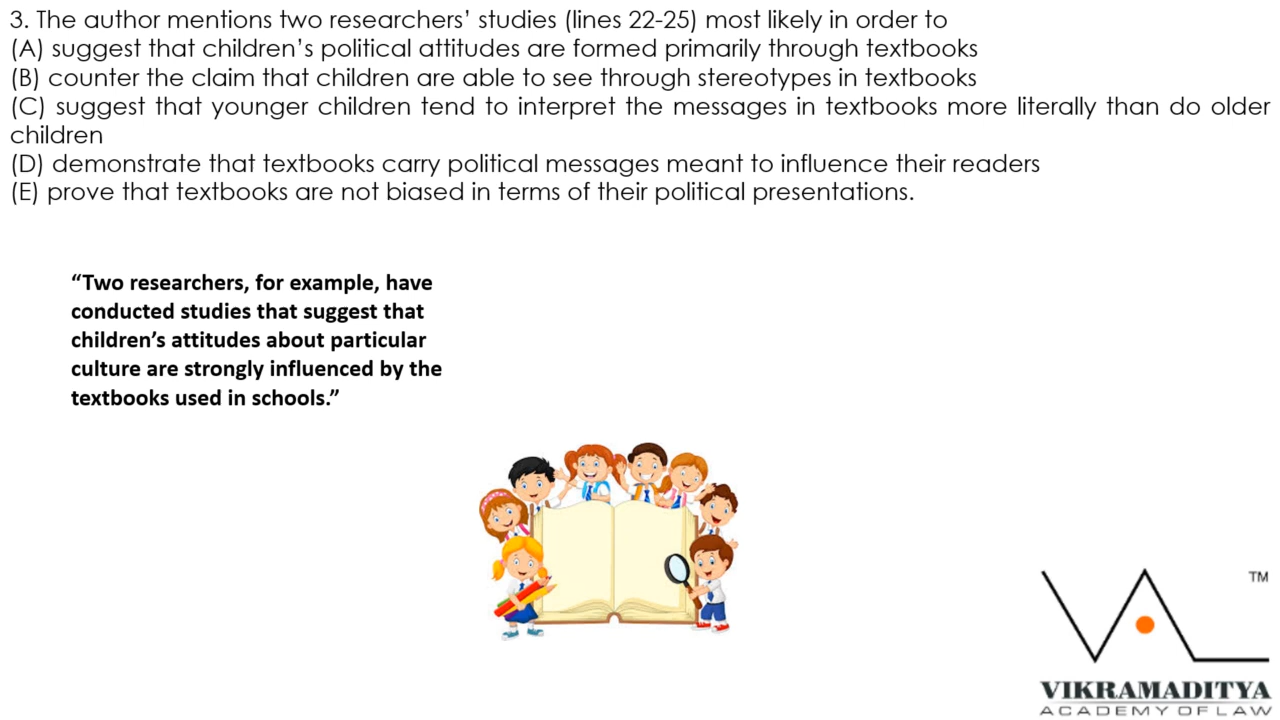 3. The author mentions two researchers’ studies (lines 22-25) most likely in order to
(A) suggest that children’s political attitudes are formed primarily through textbooks
(B) counter the claim that children are able to see through stereotypes in textbooks
(C) suggest that younger children tend to interpret the messages in textbooks more literally than do older
children
(D) demonstrate that textbooks carry political messages meant to influence their readers
(E) prove that textbooks are not biased in terms of their political presentations.
“Two researchers, for example, have
conducted studies that suggest that
children’s attitudes about particular
culture are strongly influenced by the
textbooks used in schools.”
TM
VIKRAMADITYA
ACADEMY OF LAW